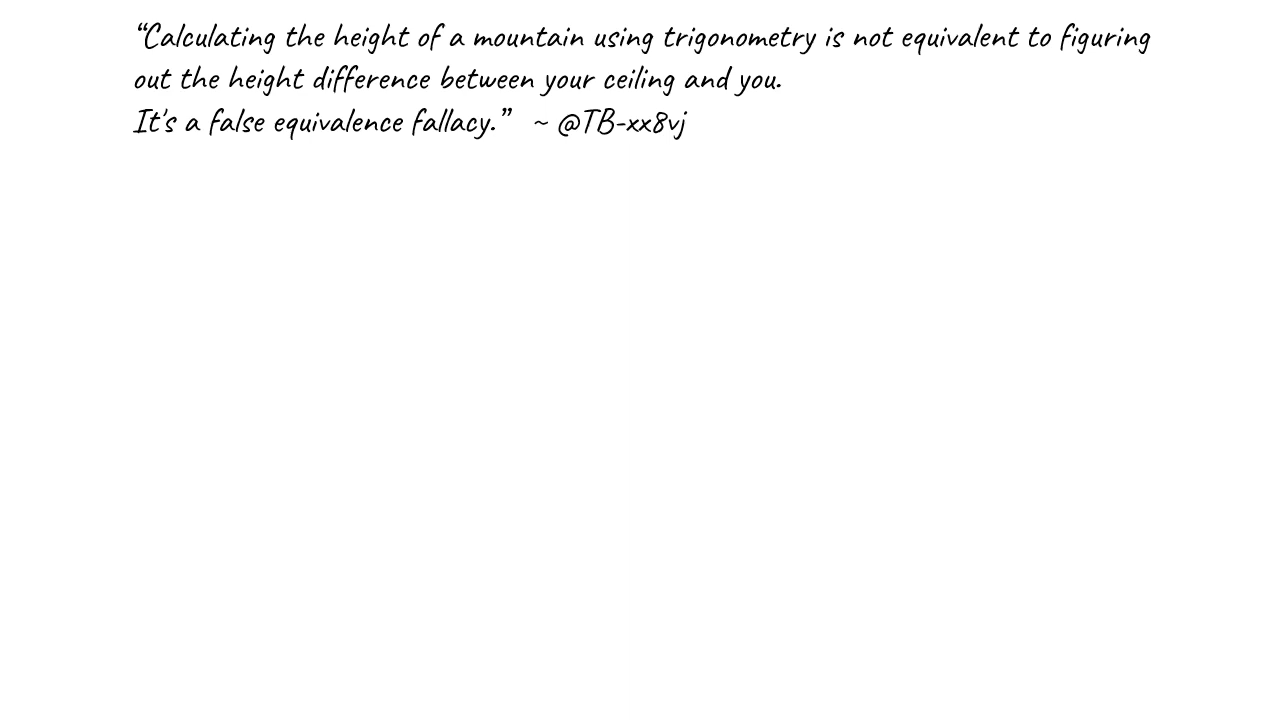 “Calculating the height of a mountain using trigonometry is not equivalent to figuring
out the height difference between your ceiling and you.
It's a false equivalence fallacy.” ~ @TB-xx8vj